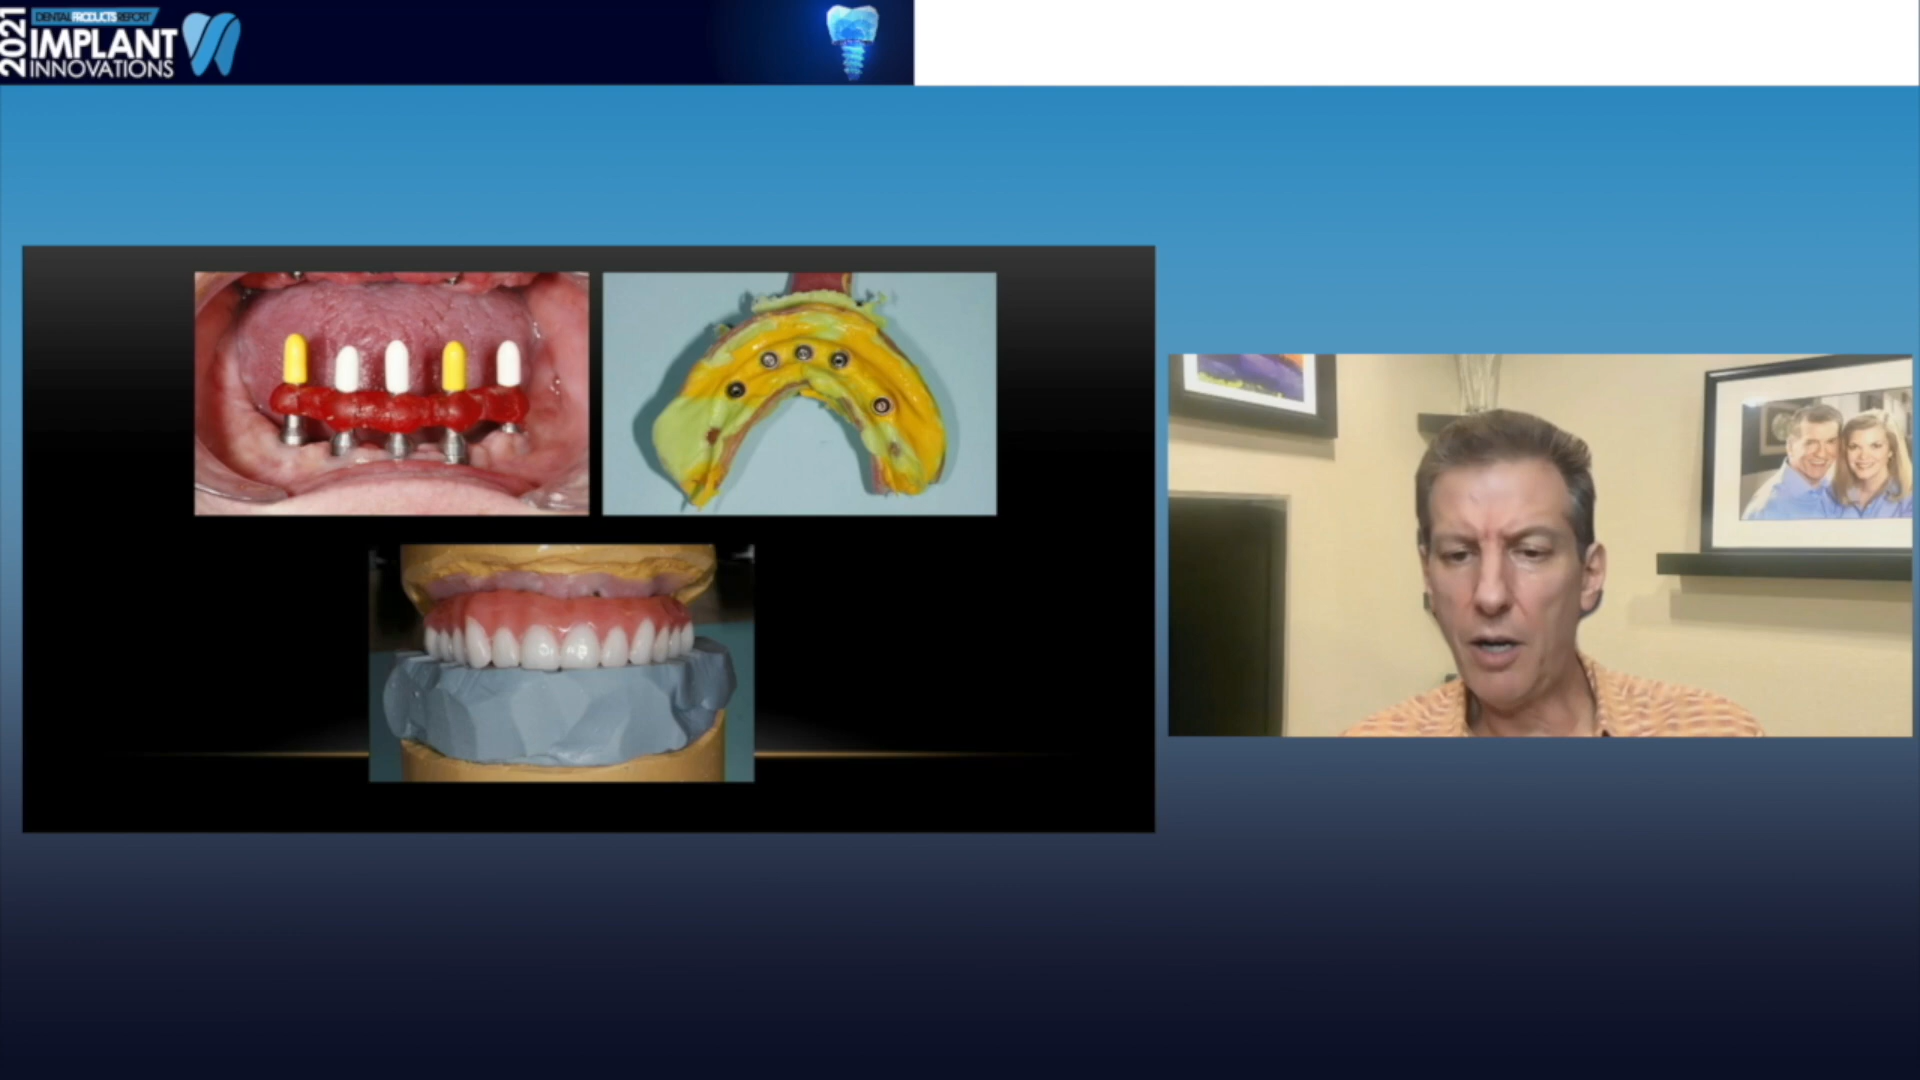 2021
DENTAL PRODUCTS REPORT
IMPLANT
INNOVATIONS